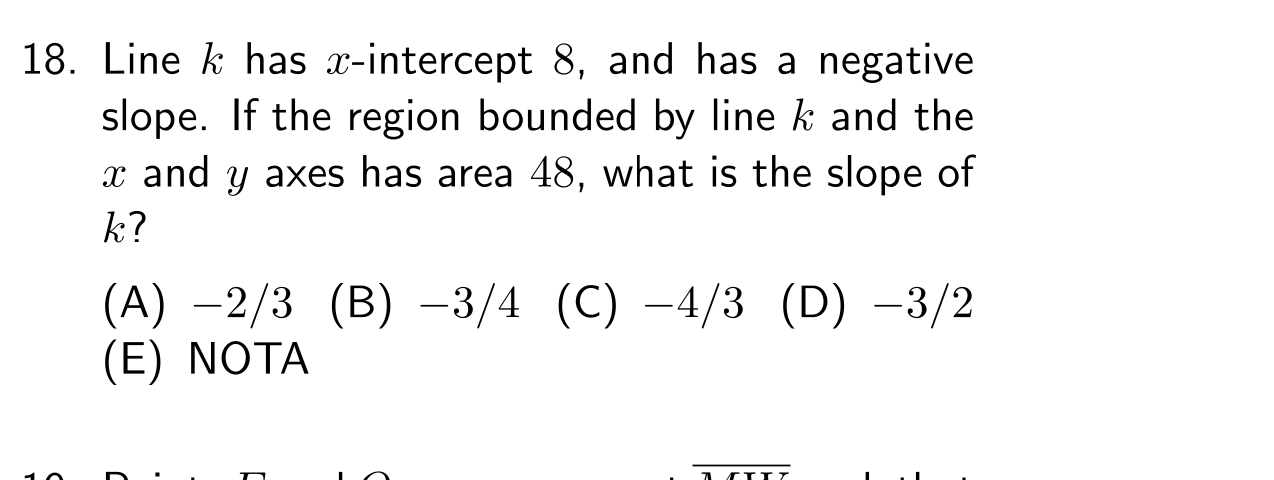 18. Line k has x-intercept 8, and has a negative
slope. If the region bounded by line k and the
x and y axes has area 48, what is the slope of
k?
(A) −2/3 (B) −3/4 (C) −4/3 (D) −3/2
(E) NOTA